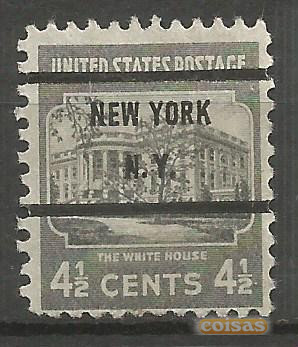 UNITED STATES POSTAGE
NEW YORK
N.Y.
THE WHITE HOUSE
4½ CENTS 4½
coisas